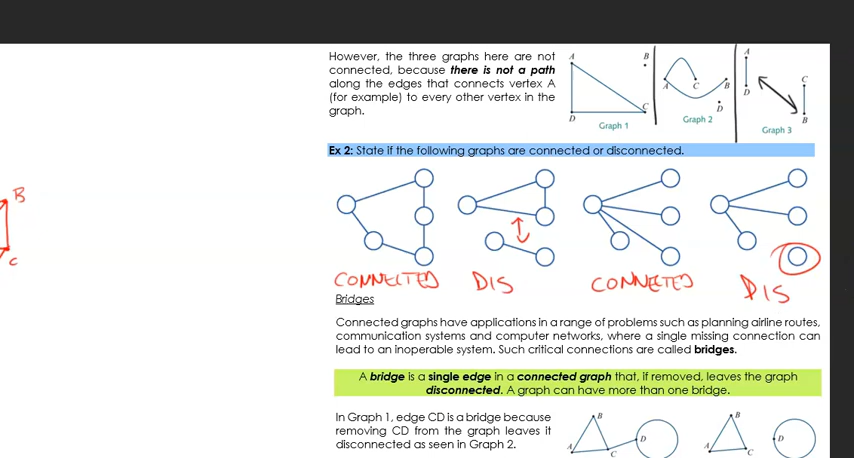 However, the three graphs here are not
connected, because there is not a path
along the edges that connects vertex A
(for example) to every other vertex in the
graph.
A
B
D
C
Graph 1
A
C
B
D
Graph 2
A
D
C
B
Graph 3
B
C
Ex 2: State if the following graphs are connected or disconnected.
CONNECTED
DIS
CONNECTED
DIS
Bridges
Connected graphs have applications in a range of problems such as planning airline routes,
communication systems and computer networks, where a single missing connection can
lead to an inoperable system. Such critical connections are called bridges.
A bridge is a single edge in a connected graph that, if removed, leaves the graph
disconnected. A graph can have more than one bridge.
In Graph 1, edge CD is a bridge because
removing CD from the graph leaves it
disconnected as seen in Graph 2.
B
A
C
D
B
A
C
D